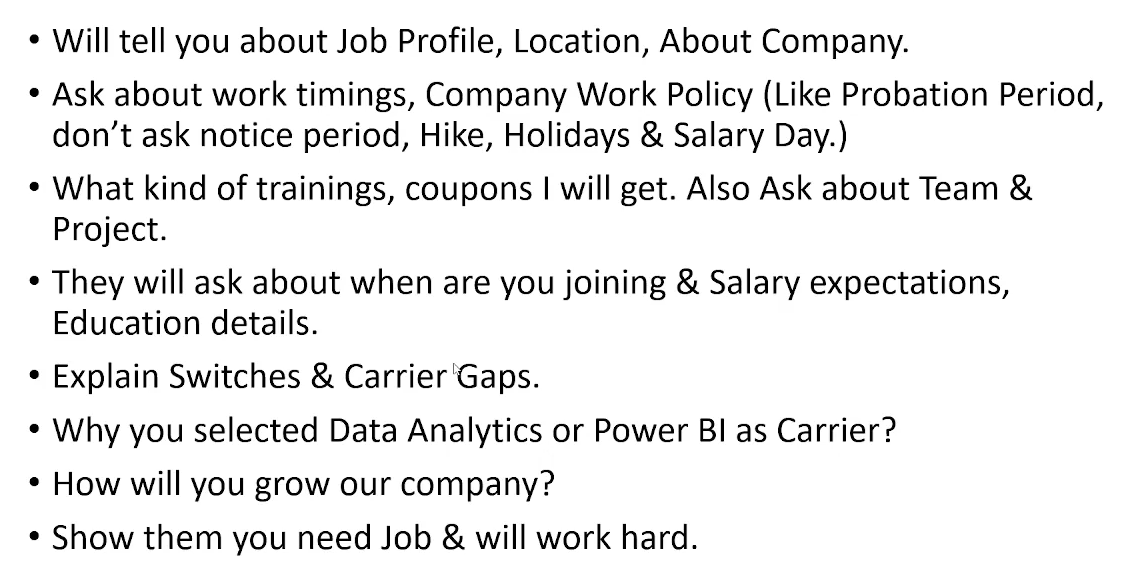 • Will tell you about Job Profile, Location, About Company.
• Ask about work timings, Company Work Policy (Like Probation Period,
don’t ask notice period, Hike, Holidays & Salary Day.)
• What kind of trainings, coupons I will get. Also Ask about Team &
Project.
• They will ask about when are you joining & Salary expectations,
Education details.
• Explain Switches & Carrier Gaps.
• Why you selected Data Analytics or Power BI as Carrier?
• How will you grow our company?
• Show them you need Job & will work hard.